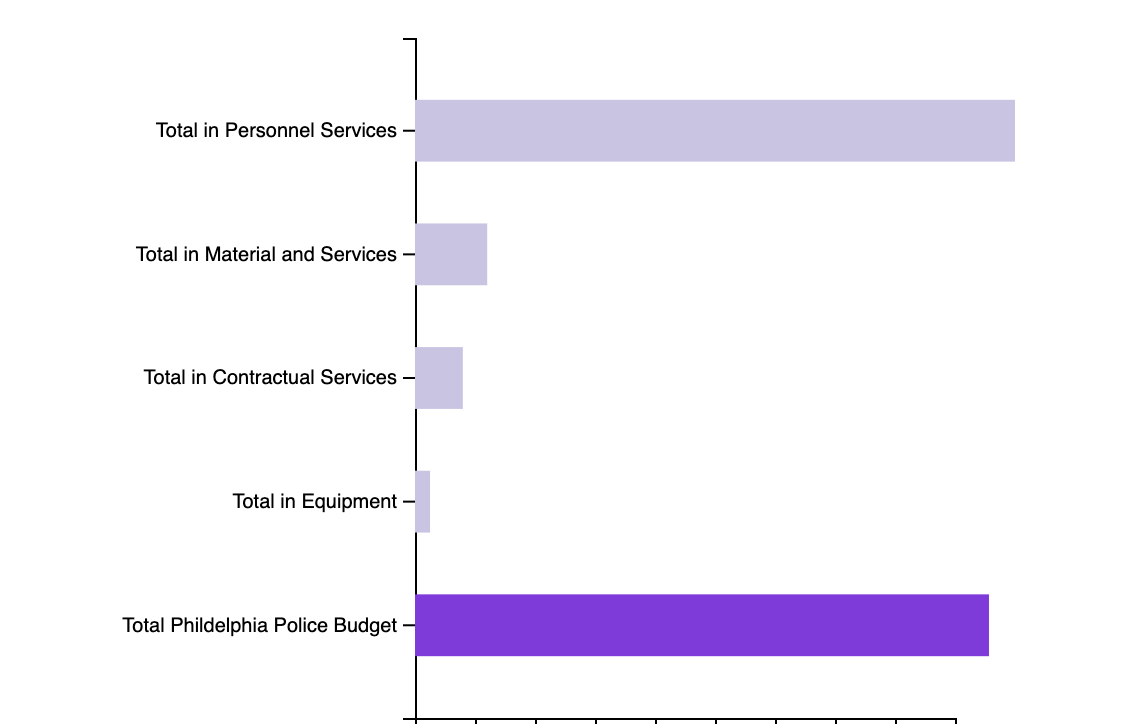 Total in Personnel Services
Total in Material and Services
Total in Contractual Services
Total in Equipment
Total Phildelphia Police Budget